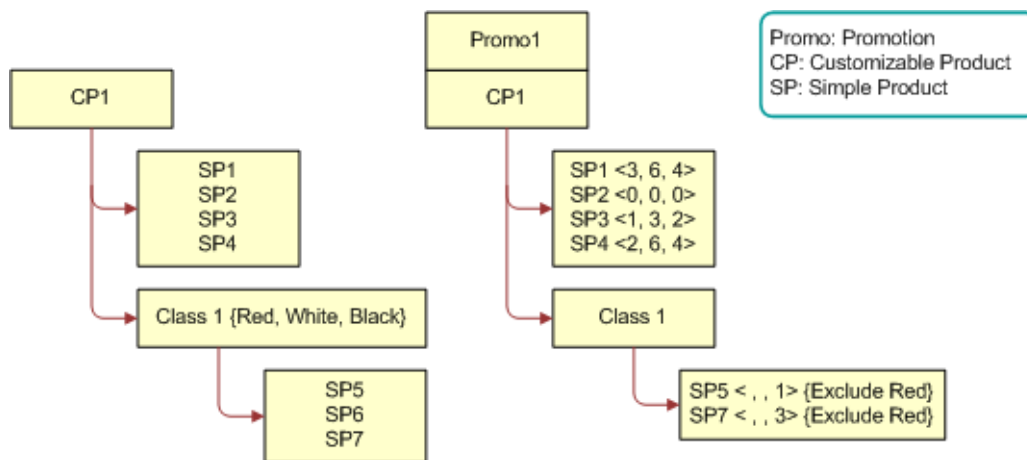 CP1
SP1
SP2
SP3
SP4
Class 1 {Red, White, Black}
SP5
SP6
SP7
Promo1
CP1
SP1 <3, 6, 4>
SP2 <0, 0, 0>
SP3 <1, 3, 2>
SP4 <2, 6, 4>
Class 1
SP5 < , , 1> {Exclude Red}
SP7 < , , 3> {Exclude Red}
Promo: Promotion
CP: Customizable Product
SP: Simple Product